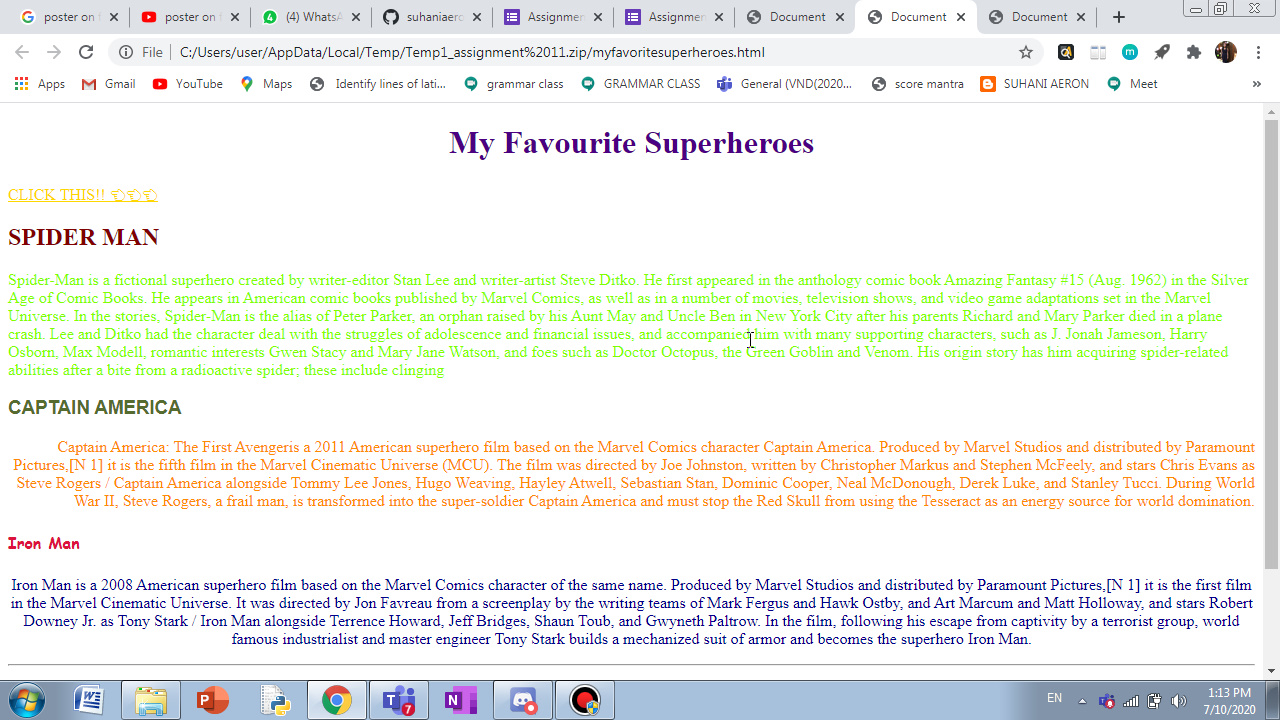 poster on t
poster on t
(4) WhatsA
suhaniaero
Assignmen
Assignmen
Document
Document
Document
File
C:/Users/user/AppData/Local/Temp/Temp1_assignment%2011.zip/myfavoritesuperheroes.html
Apps
Gmail
YouTube
Maps
Identify lines of lati...
grammar class
GRAMMAR CLASS
General (VND(2020...
score mantra
SUHANI AERON
Meet
»
My Favourite Superheroes
CLICK THIS!! 👈👈👈
SPIDER MAN
Spider-Man is a fictional superhero created by writer-editor Stan Lee and writer-artist Steve Ditko. He first appeared in the anthology comic book Amazing Fantasy #15 (Aug. 1962) in the Silver
Age of Comic Books. He appears in American comic books published by Marvel Comics, as well as in a number of movies, television shows, and video game adaptations set in the Marvel
Universe. In the stories, Spider-Man is the alias of Peter Parker, an orphan raised by his Aunt May and Uncle Ben in New York City after his parents Richard and Mary Parker died in a plane
crash. Lee and Ditko had the character deal with the struggles of adolescence and financial issues, and accompanied him with many supporting characters, such as J. Jonah Jameson, Harry
Osborn, Max Modell, romantic interests Gwen Stacy and Mary Jane Watson, and foes such as Doctor Octopus, the Green Goblin and Venom. His origin story has him acquiring spider-related
abilities after a bite from a radioactive spider; these include clinging
CAPTAIN AMERICA
Captain America: The First Avengeris a 2011 American superhero film based on the Marvel Comics character Captain America. Produced by Marvel Studios and distributed by Paramount
Pictures,[N 1] it is the fifth film in the Marvel Cinematic Universe (MCU). The film was directed by Joe Johnston, written by Christopher Markus and Stephen McFeely, and stars Chris Evans as
Steve Rogers / Captain America alongside Tommy Lee Jones, Hugo Weaving, Hayley Atwell, Sebastian Stan, Dominic Cooper, Neal McDonough, Derek Luke, and Stanley Tucci. During World
War II, Steve Rogers, a frail man, is transformed into the super-soldier Captain America and must stop the Red Skull from using the Tesseract as an energy source for world domination.
Iron Man
Iron Man is a 2008 American superhero film based on the Marvel Comics character of the same name. Produced by Marvel Studios and distributed by Paramount Pictures,[N 1] it is the first film
in the Marvel Cinematic Universe. It was directed by Jon Favreau from a screenplay by the writing teams of Mark Fergus and Hawk Ostby, and Art Marcum and Matt Holloway, and stars Robert
Downey Jr. as Tony Stark / Iron Man alongside Terrence Howard, Jeff Bridges, Shaun Toub, and Gwyneth Paltrow. In the film, following his escape from captivity by a terrorist group, world
famous industrialist and master engineer Tony Stark builds a mechanized suit of armor and becomes the superhero Iron Man.
EN
1:13 PM
7/10/2020